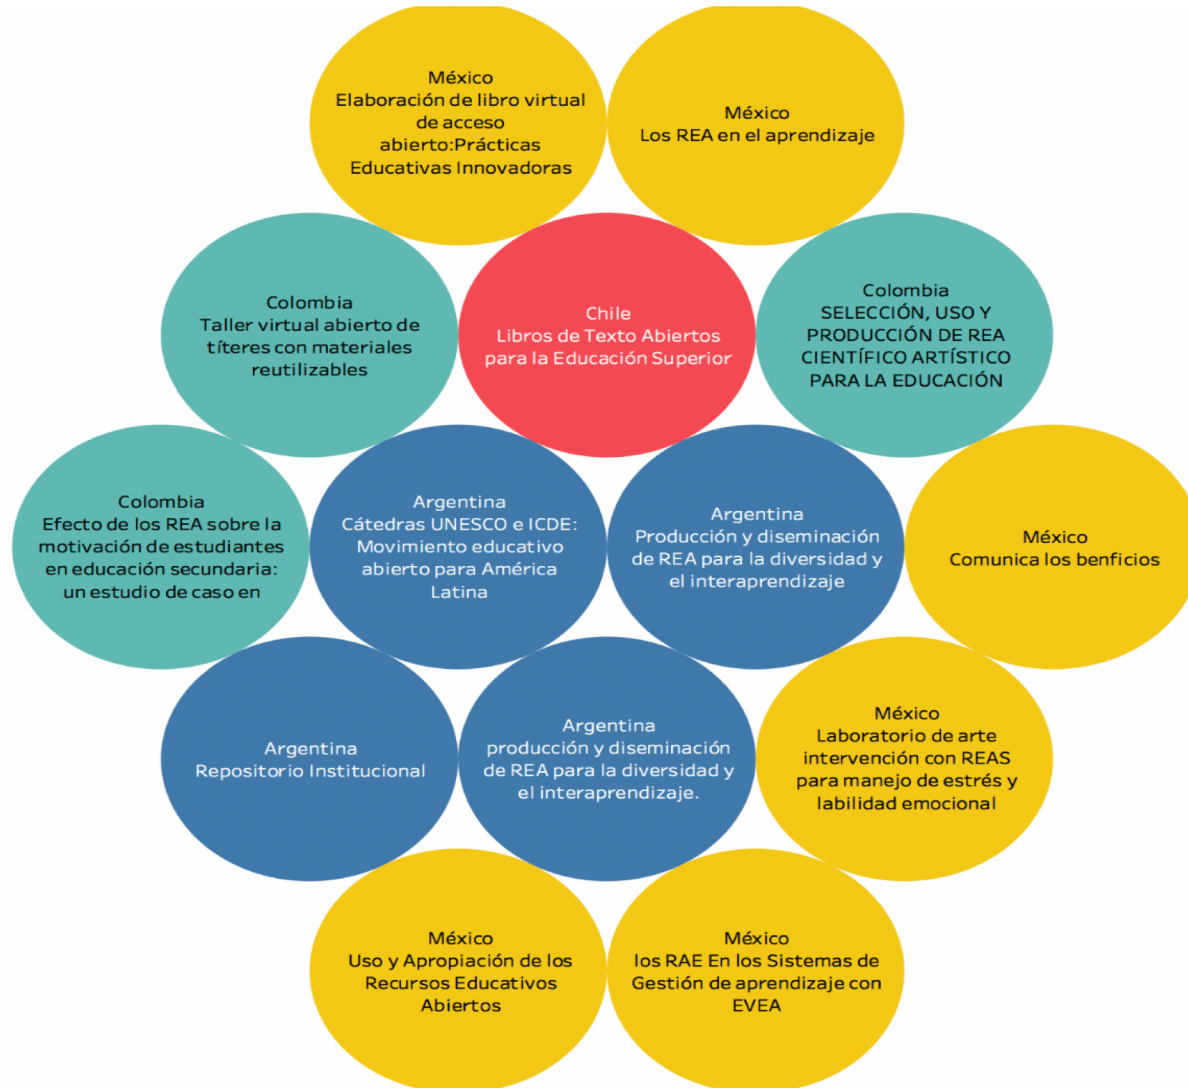 México
Elaboración de libro virtual
de acceso
abierto:Prácticas
Educativas Innovadoras
México
Los REA en el aprendizaje
Colombia
Taller virtual abierto de
títeres con materiales
reutilizables
Chile
Libros de Texto Abiertos
para la Educación Superior
Colombia
SELECCIÓN, USO Y
PRODUCCIÓN DE REA
CIENTÍFICO ARTÍSTICO
PARA LA EDUCACIÓN
Colombia
Efecto de los REA sobre la
motivación de estudiantes
en educación secundaria:
un estudio de caso en
Argentina
Cátedras UNESCO e ICDE:
Movimiento educativo
abierto para América
Latina
Argentina
Producción y diseminación
de REA para la diversidad y
el interaprendizaje
México
Comunica los benficios
Argentina
Repositorio Institucional
Argentina
producción y diseminación
de REA para la diversidad y
el interaprendizaje.
México
Laboratorio de arte
intervención con REAS
para manejo de estrés y
labilidad emocional
México
Uso y Apropiación de los
Recursos Educativos
Abiertos
México
los RAE En los Sistemas de
Gestión de aprendizaje con
EVEA